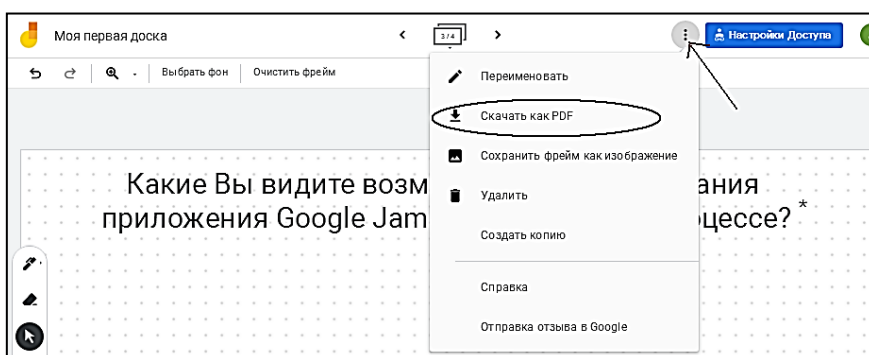 Моя первая доска
3/4
Настройки Доступа
Выбрать фон
Очистить фрейм
Переименовать
Скачать как PDF
Сохранить фрейм как изображение
Удалить
Создать копию
Справка
Отправка отзыва в Google
Какие Вы видите возм ания
приложения Google Jam цессе? *